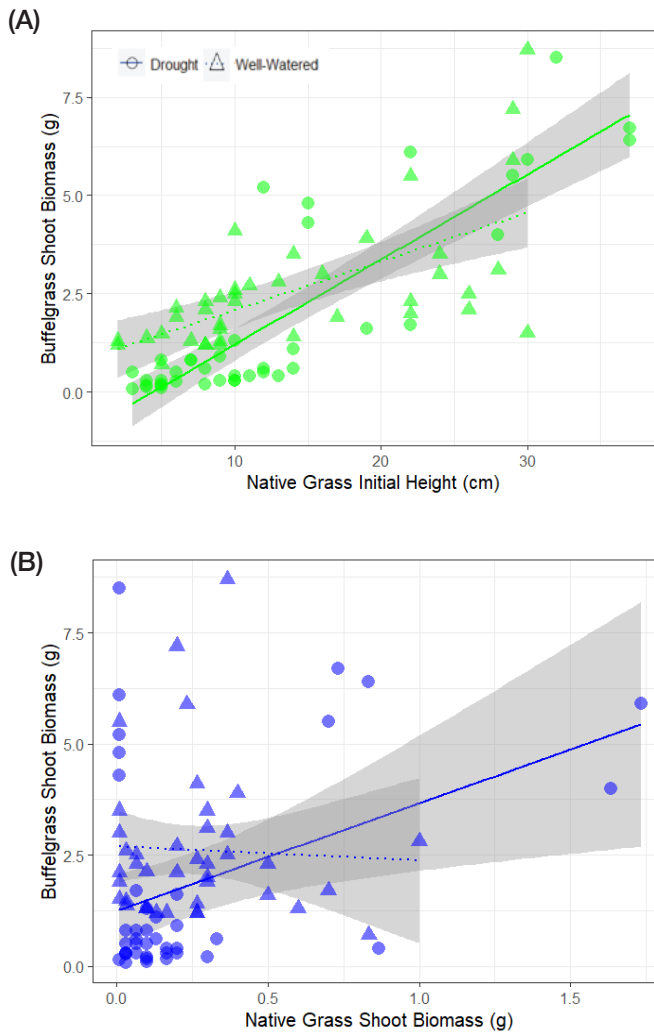 (A)
Drought Well-Watered
Buffelgrass Shoot Biomass (g)
7.5
5.0
2.5
0.0
10 20 30
Native Grass Initial Height (cm)
(B)
Buffelgrass Shoot Biomass (g)
7.5
5.0
2.5
0.0
0.0 0.5 1.0 1.5
Native Grass Shoot Biomass (g)